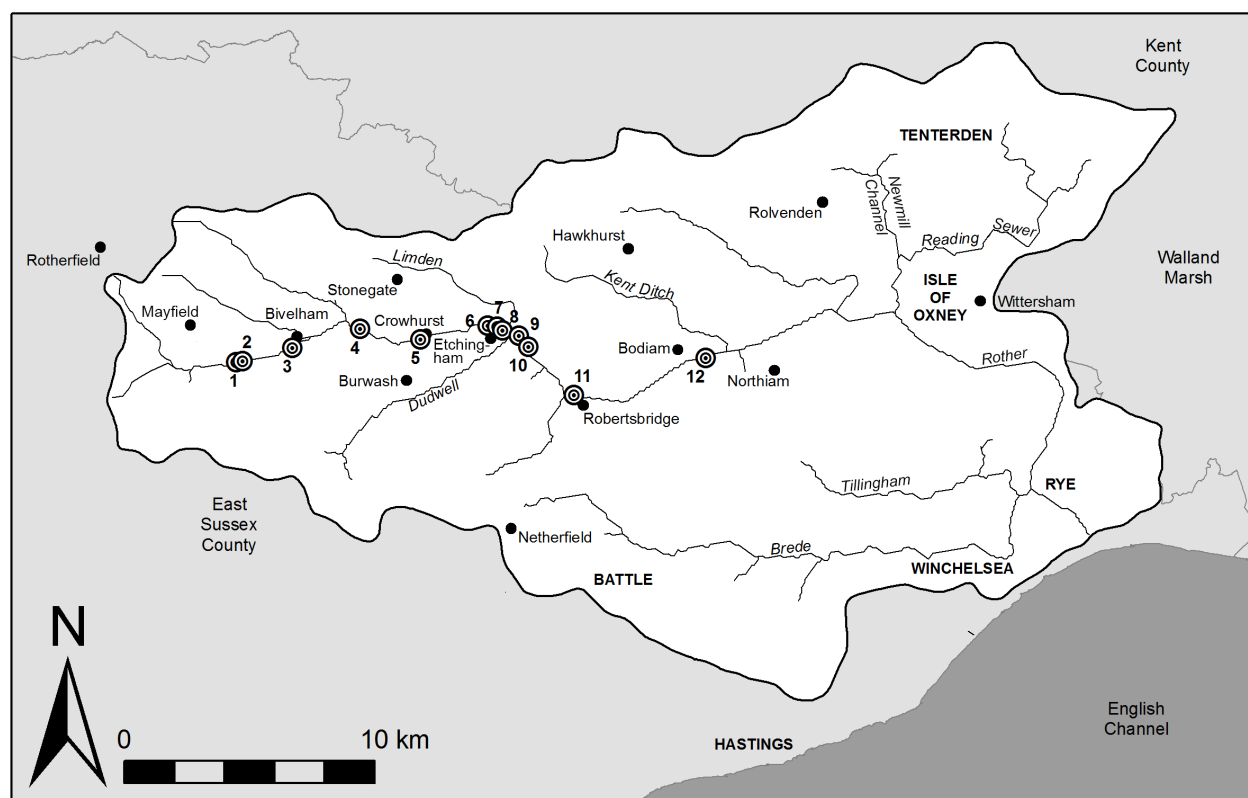 Kent
County
TENTERDEN
Newmill
Channel
Rolvenden
Reading
Sewer
Hawkhurst
Rotherfield
Limden
Walland
Marsh
Stonegate
Kent Ditch
ISLE
OF
OXNEY
Wittersham
Mayfield
Bivelham
Crowhurst
7
6
8
9
2
4
5
Etching-
ham
Bodiam
Rother
1
3
10
12
Northiam
Burwash
Dudwell
11
Robertsbridge
Tillingham
RYE
East
Sussex
County
Netherfield
Brede
BATTLE
WINCHELSEA
N
English
Channel
0
10 km
HASTINGS